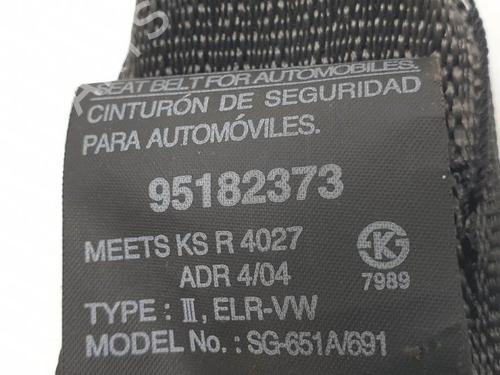 SEAT BELT FOR AUTOMOBILES.
CINTURÓN DE SEGURIDAD
PARA AUTOMÓVILES.
95182373
MEETS KS R 4027
ADR 4/04
K
7989
TYPE : Ⅲ, ELR-VW
MODEL No. : SG-651A/691